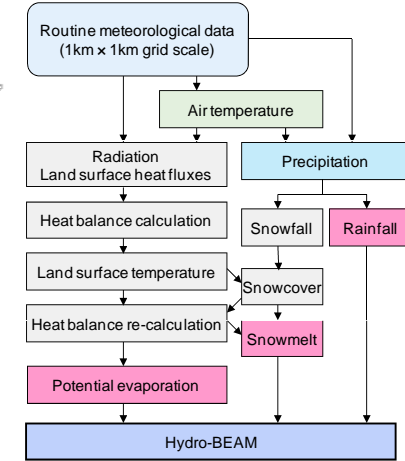 Routine meteorological data
(1km × 1km grid scale)
Air temperature
Radiation
Land surface heat fluxes
Precipitation
Heat balance calculation
Snowfall
Rainfall
Land surface temperature
Snowcover
Heat balance re-calculation
Snowmelt
Potential evaporation
Hydro-BEAM